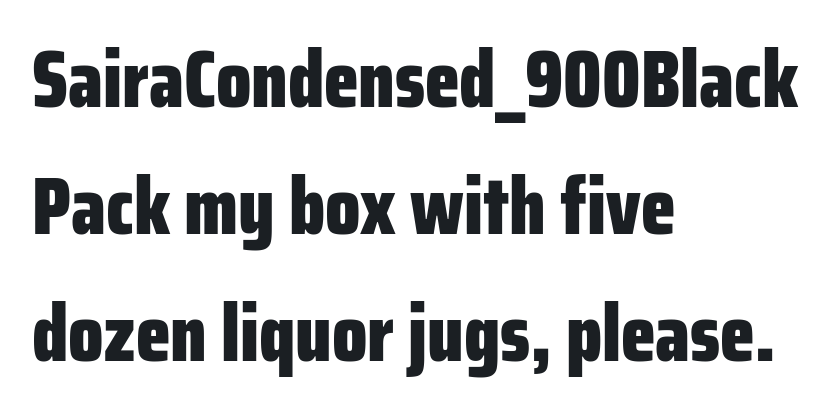 SairaCondensed_900Black
Pack my box with five
dozen liquor jugs, please.